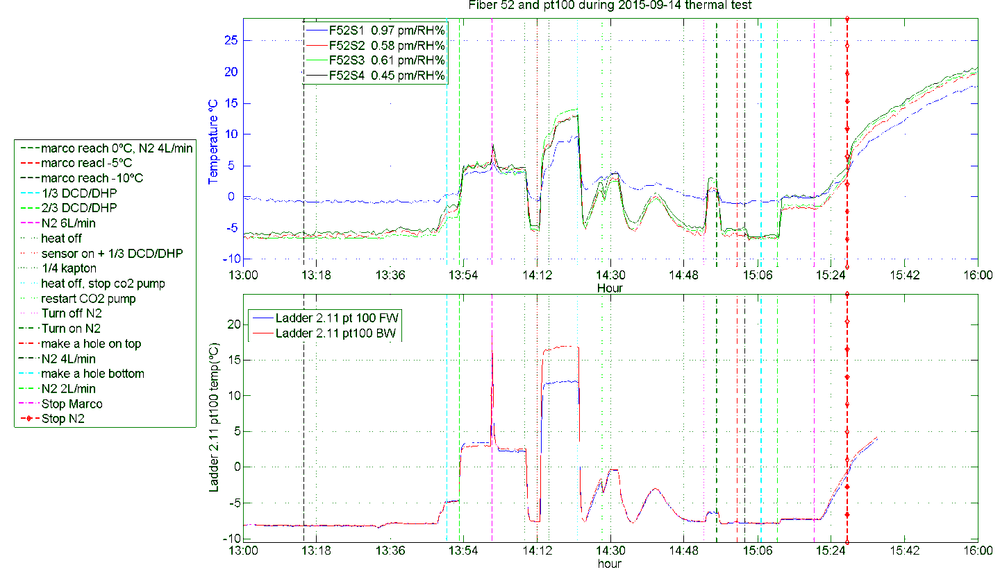 Fiber 52 and pt100 during 2015-09-14 thermal test
F52S1 0.97 pm/RH%
F52S2 0.58 pm/RH%
F52S3 0.61 pm/RH%
F52S4 0.45 pm/RH%
Temperature ºC
25
20
15
10
5
0
-5
-10
13:00 13:18 13:36 13:54 14:12 14:30 14:48 15:06 15:24 15:42 16:00
Hour
marco reach 0ºC, N2 4L/min
marco reacl -5ºC
marco reach -10ºC
1/3 DCD/DHP
2/3 DCD/DHP
N2 6L/min
heat off
sensor on + 1/3 DCD/DHP
1/4 kapton
heat off, stop co2 pump
restart CO2 pump
Turn off N2
Turn on N2
make a hole on top
N2 4L/min
make a hole bottom
N2 2L/min
Stop Marco
Stop N2
Ladder 2.11 pt 100 FW
Ladder 2.11 pt100 BW
Ladder 2.11 pt100 temp(ºC)
20
15
10
5
0
-5
-10
13:00 13:18 13:36 13:54 14:12 14:30 14:48 15:06 15:24 15:42 16:00
hour